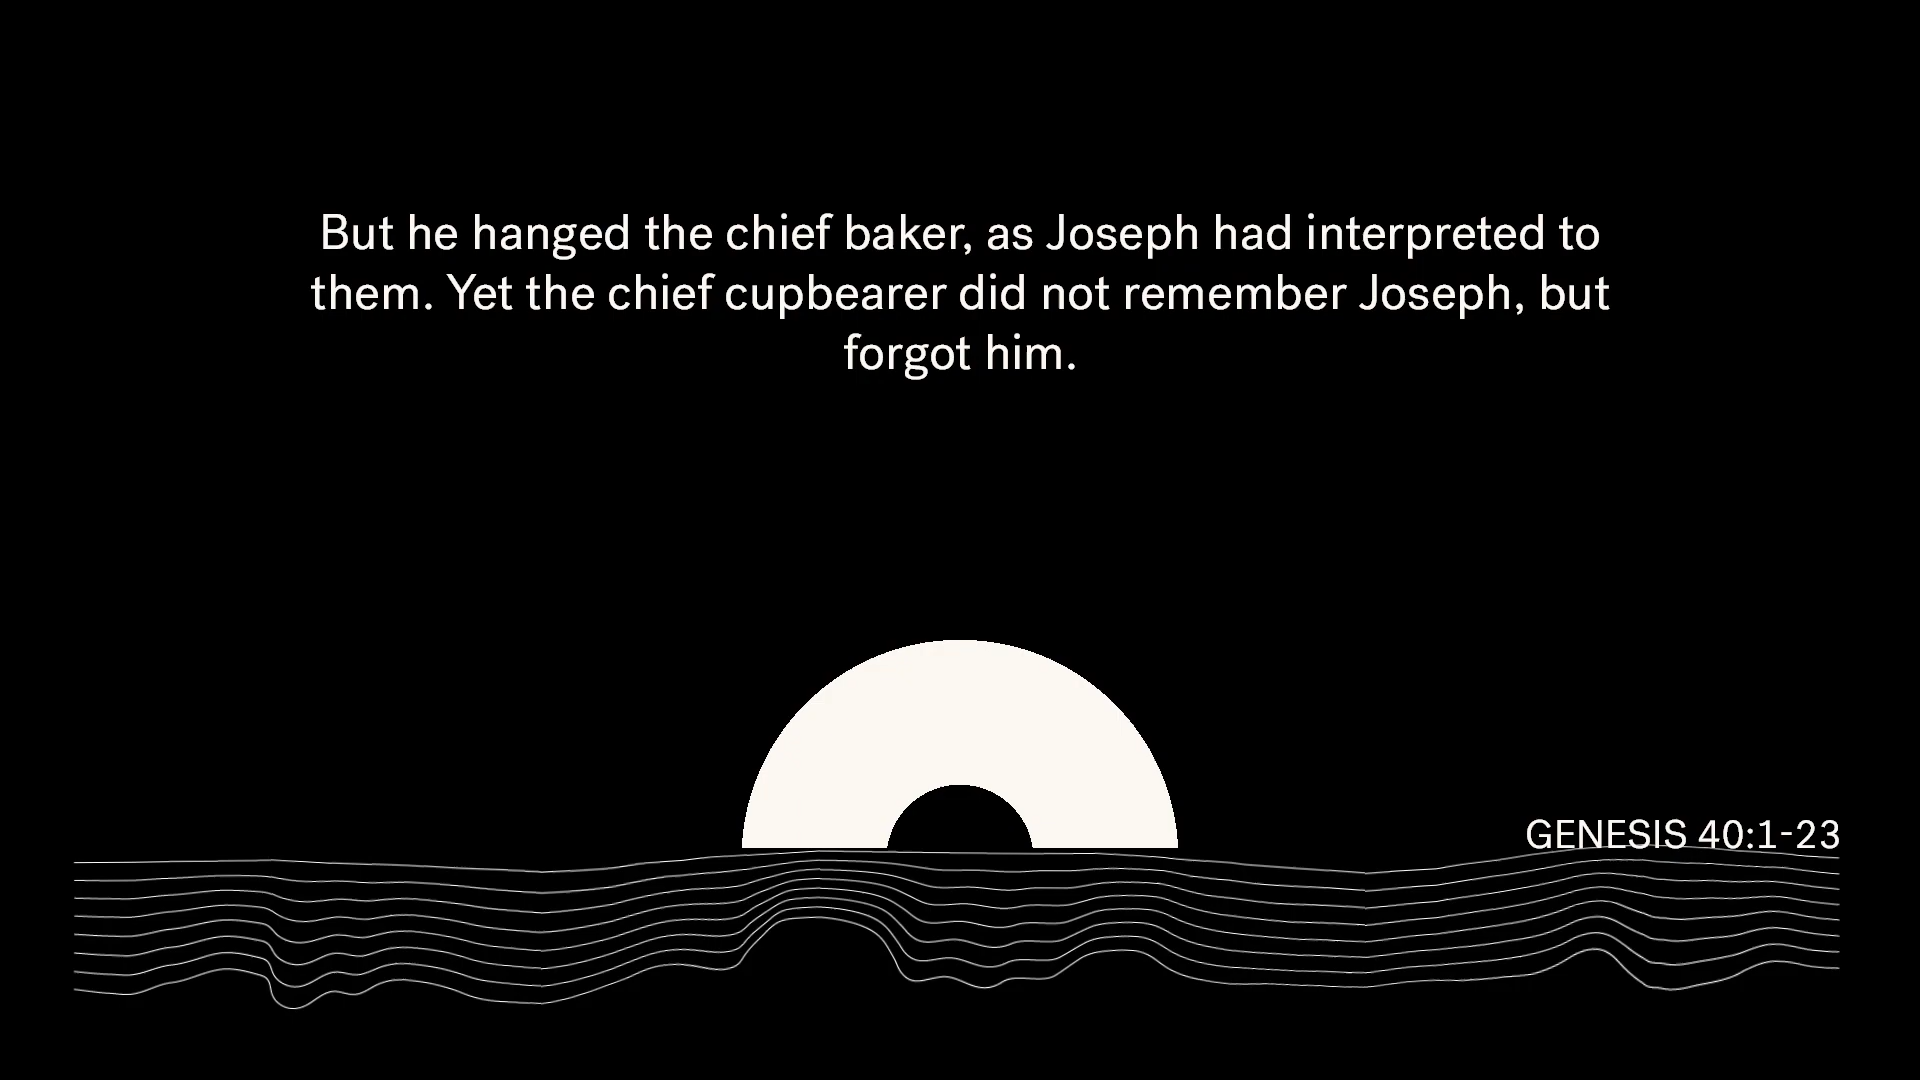 But he hanged the chief baker, as Joseph had interpreted to
them. Yet the chief cupbearer did not remember Joseph, but
forgot him.
GENESIS 40:1-23